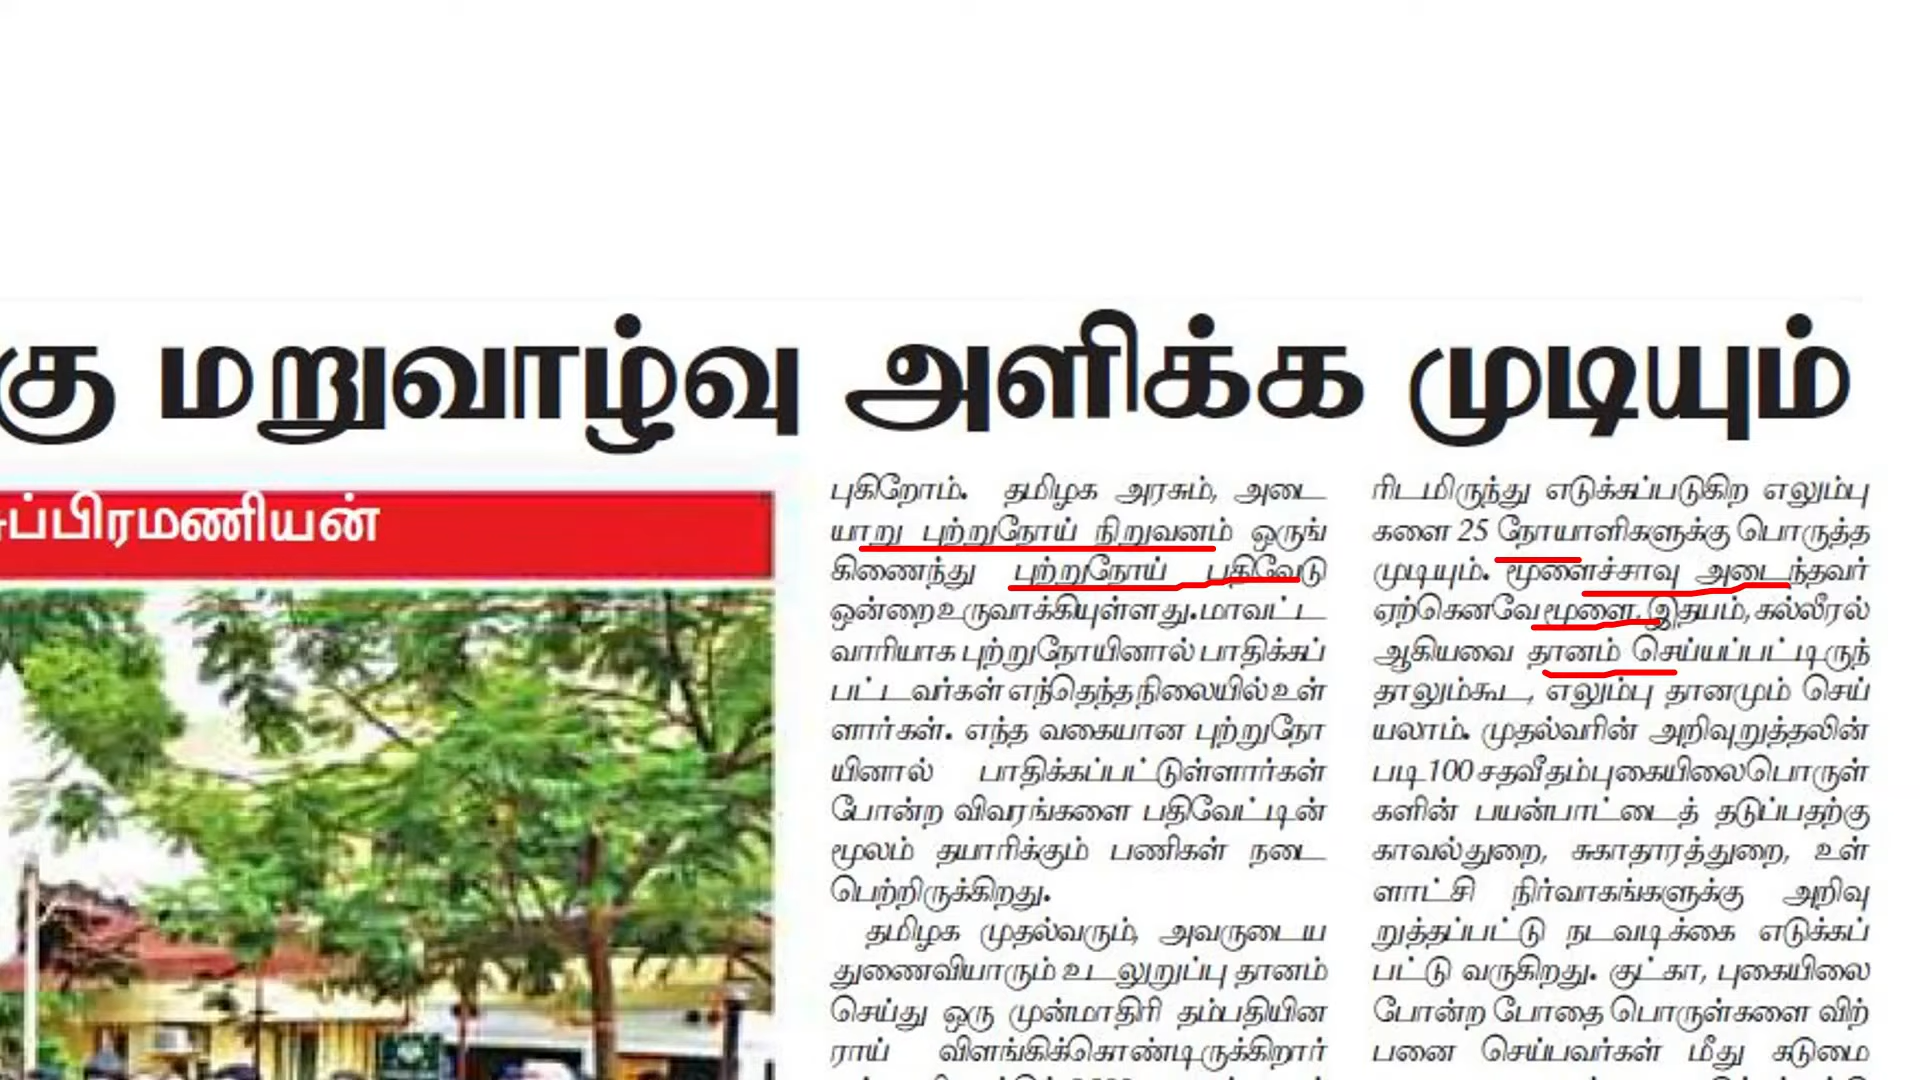 கு மறுவாழ்வு அளிக்க முடியும்
சுப்பிரமணியன்
புகிறோம். தமிழக அரசும், அடை
யாறு புற்றுநோய் நிறுவனம் ஒருங்
கிணைந்து புற்றுநோய் பதிவேடு
ஒன்றை உருவாக்கியுள்ளது. மாவட்ட
வாரியாக புற்றுநோயினால் பாதிக்கப்
பட்டவர்கள் எந்தெந்த நிலையில் உள்
ளார்கள். எந்த வகையான புற்றுநோ
யினால் பாதிக்கப்பட்டுள்ளார்கள்
போன்ற விவரங்களை பதிவேட்டின்
மூலம் தயாரிக்கும் பணிகள் நடை
பெற்றிருக்கிறது.
தமிழக முதல்வரும், அவருடைய
துணைவியாரும் உடலுறுப்பு தானம்
செய்து ஒரு முன்மாதிரி தம்பதியின
ராய் விளங்கிக்கொண்டிருக்கிறார்
ரிடமிருந்து எடுக்கப்படுகிற எலும்பு
களை 25 நோயாளிகளுக்கு பொருத்த
முடியும். மூளைச்சாவு அடைந்தவர்
ஏற்கெனவே மூளை, இதயம், கல்லீரல்
ஆகியவை தானம் செய்யப்பட்டிருந்
தாலும்கூட, எலும்பு தானமும் செய்
யலாம். முதல்வரின் அறிவுறுத்தலின்
படி 100 சதவீதம் புகையிலை பொருள்
களின் பயன்பாட்டைத் தடுப்பதற்கு
காவல்துறை, சுகாதாரத்துறை, உள்
ளாட்சி நிர்வாகங்களுக்கு அறிவு
றுத்தப்பட்டு நடவடிக்கை எடுக்கப்
பட்டு வருகிறது. குட்கா, புகையிலை
போன்ற போதை பொருள்களை விற்
பனை செய்பவர்கள் மீது கடுமை